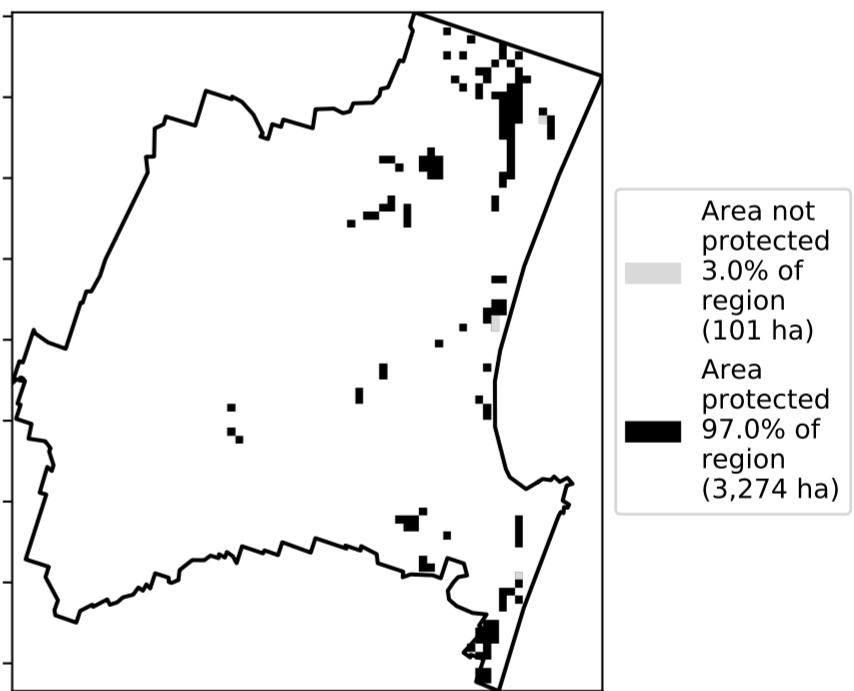 Area not
protected
3.0% of
region
(101 ha)
Area
protected
97.0% of
region
(3,274 ha)